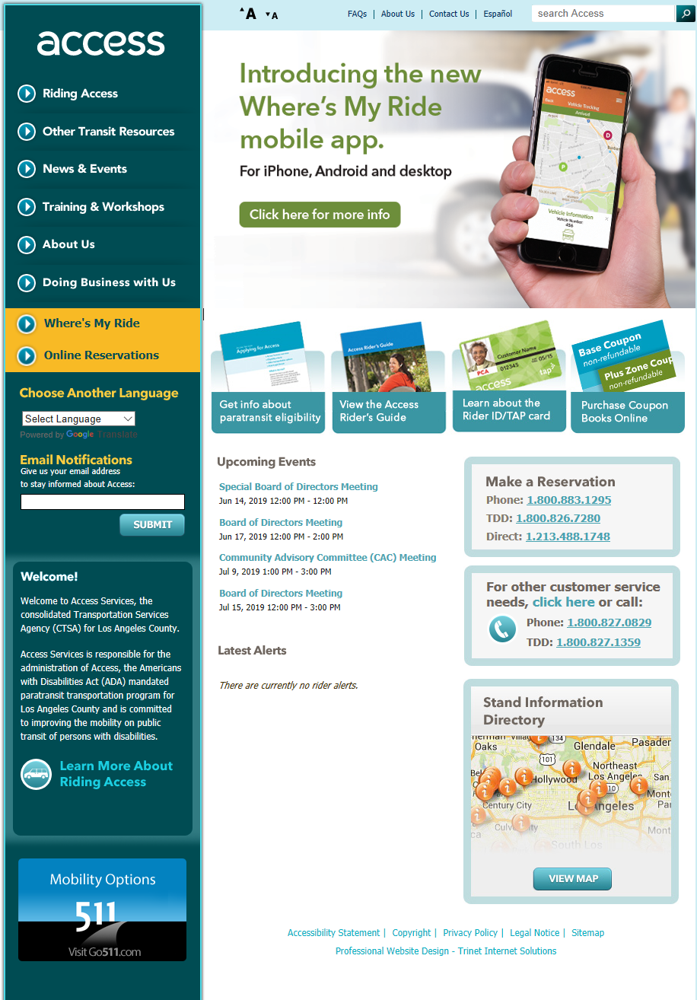 A A
FAQs | About Us | Contact Us | Español
search Access
access
Riding Access
Other Transit Resources
News & Events
Training & Workshops
About Us
Doing Business with Us
Where's My Ride
Online Reservations
Choose Another Language
Select Language
Powered by Google Translate
Email Notifications
Give us your email address
to stay informed about Access:
SUBMIT
Welcome!
Welcome to Access Services, the
consolidated Transportation Services
Agency (CTSA) for Los Angeles County.
Access Services is responsible for the
administration of Access, the Americans
with Disabilities Act (ADA) mandated
paratransit transportation program for
Los Angeles County and is committed
to improving the mobility on public
transit of persons with disabilities.
Learn More About
Riding Access
Mobility Options
511
Visit Go511.com
Introducing the new
Where's My Ride
mobile app.
For iPhone, Android and desktop
Click here for more info
access
Back
Vehicle Tracking
Arrived
D
P
Vehicle Information
Vehicle Number
456
Applying for Access
Get info about
paratransit eligibility
Access Rider's Guide
View the Access
Rider's Guide
Customer Name
PCA
012345
05/15
access
tap
Learn about the
Rider ID/TAP card
Base Coupon
non-refundable
Plus Zone Coup
non-refundable
Purchase Coupon
Books Online
Upcoming Events
Special Board of Directors Meeting
Jun 14, 2019 12:00 PM - 12:00 PM
Board of Directors Meeting
Jun 17, 2019 12:00 PM - 2:00 PM
Community Advisory Committee (CAC) Meeting
Jul 9, 2019 1:00 PM - 3:00 PM
Board of Directors Meeting
Jul 15, 2019 12:00 PM - 3:00 PM
Latest Alerts
There are currently no rider alerts.
Make a Reservation
Phone: 1.800.883.1295
TDD: 1.800.826.7280
Direct: 1.213.488.1748
For other customer service
needs, click here or call:
Phone: 1.800.827.0829
TDD: 1.800.827.1359
Stand Information
Directory
134
Oaks
Glendale
Pasaden
101
Northeast
Los Angeles
San
Hollywood
10
Century City
Mont
South Los
VIEW MAP
Accessibility Statement | Copyright | Privacy Policy | Legal Notice | Sitemap
Professional Website Design - Trinet Internet Solutions